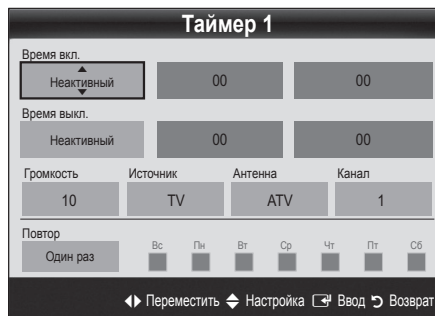 Таймер 1
Время вкл.
Неактивный 00 00
Время выкл.
Неактивный 00 00
Громкость Источник Антенна Канал
10 TV ATV 1
Повтор
Вс Пн Вт Ср Чт Пт Сб
Один раз
Переместить Настройка Ввод Возврат